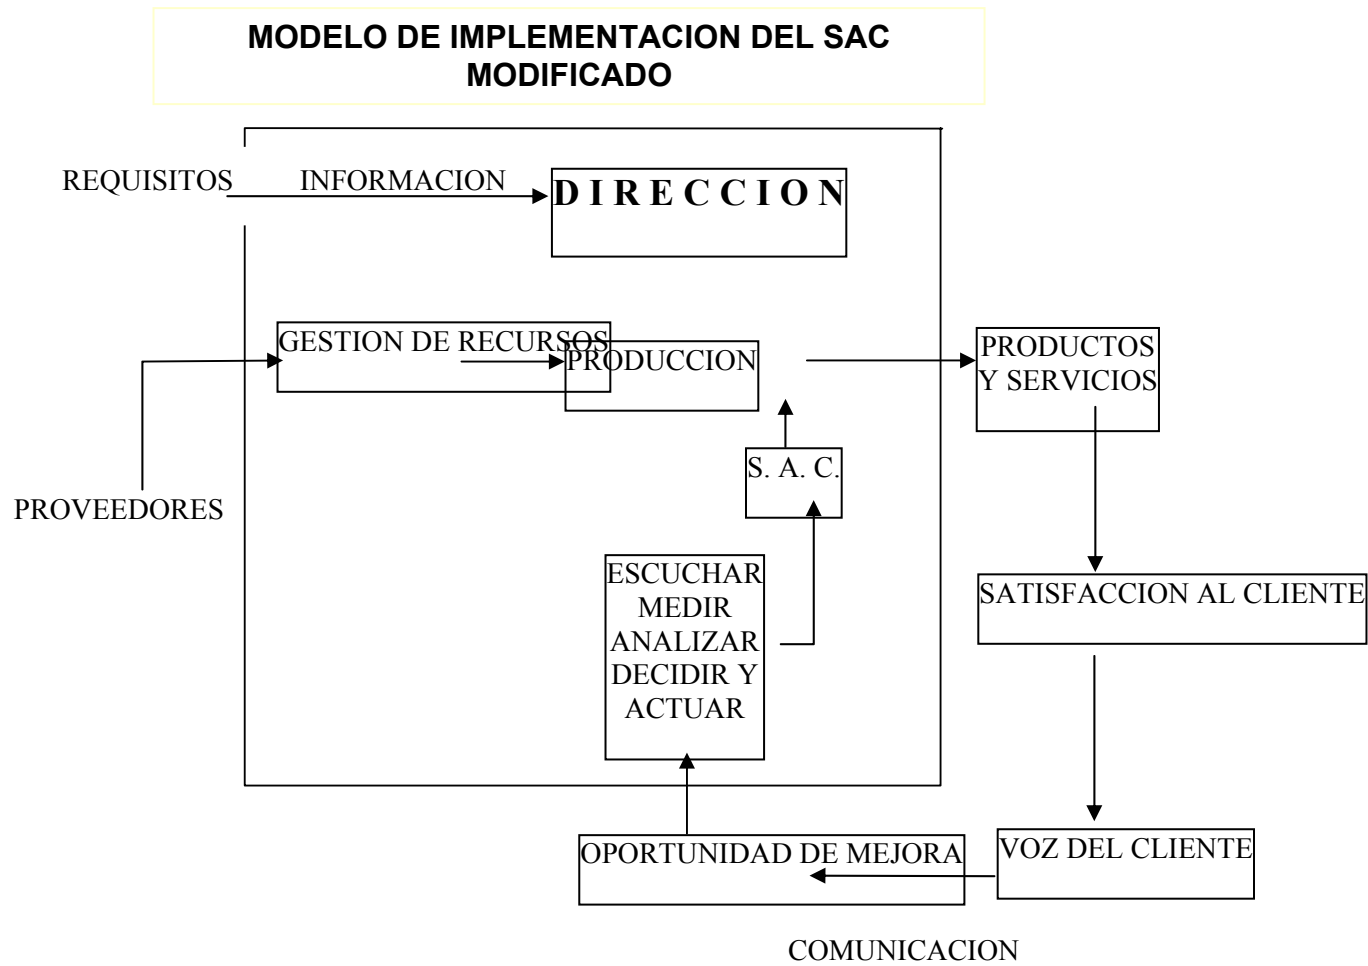 MODELO DE IMPLEMENTACION DEL SAC
MODIFICADO
REQUISITOS
INFORMACION
D I R E C C I O N
GESTION DE RECURSOS
PRODUCCION
PRODUCTOS
Y SERVICIOS
S. A. C.
PROVEEDORES
ESCUCHAR
MEDIR
ANALIZAR
DECIDIR Y
ACTUAR
SATISFACCION AL CLIENTE
OPORTUNIDAD DE MEJORA
VOZ DEL CLIENTE
COMUNICACION